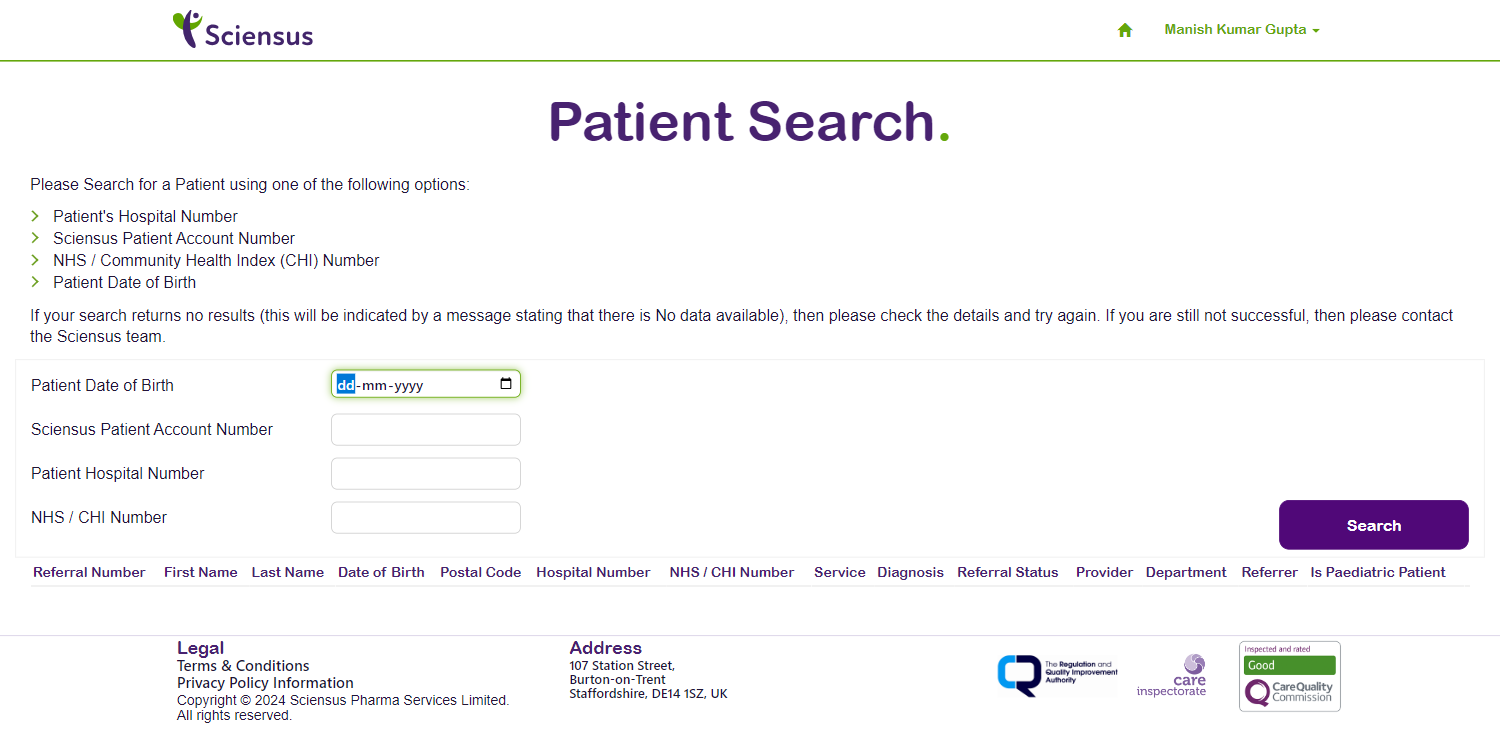 Sciensus
Manish Kumar Gupta
Patient Search.
Please Search for a Patient using one of the following options:
Patient's Hospital Number
Sciensus Patient Account Number
NHS / Community Health Index (CHI) Number
Patient Date of Birth
If your search returns no results (this will be indicated by a message stating that there is No data available), then please check the details and try again. If you are still not successful, then please contact
the Sciensus team.
Patient Date of Birth
dd-mm-yyyy
Sciensus Patient Account Number
Patient Hospital Number
NHS / CHI Number
Search
Referral Number First Name Last Name Date of Birth Postal Code Hospital Number NHS / CHI Number Service Diagnosis Referral Status Provider Department Referrer Is Paediatric Patient
Legal
Terms & Conditions
Privacy Policy Information
Copyright © 2024 Sciensus Pharma Services Limited.
All rights reserved.
Address
107 Station Street,
Burton-on-Trent
Staffordshire, DE14 1SZ, UK
The Regulation and
Quality Improvement
Authority
care
inspectorate
Inspected and rated
Good
CareQuality
Commission